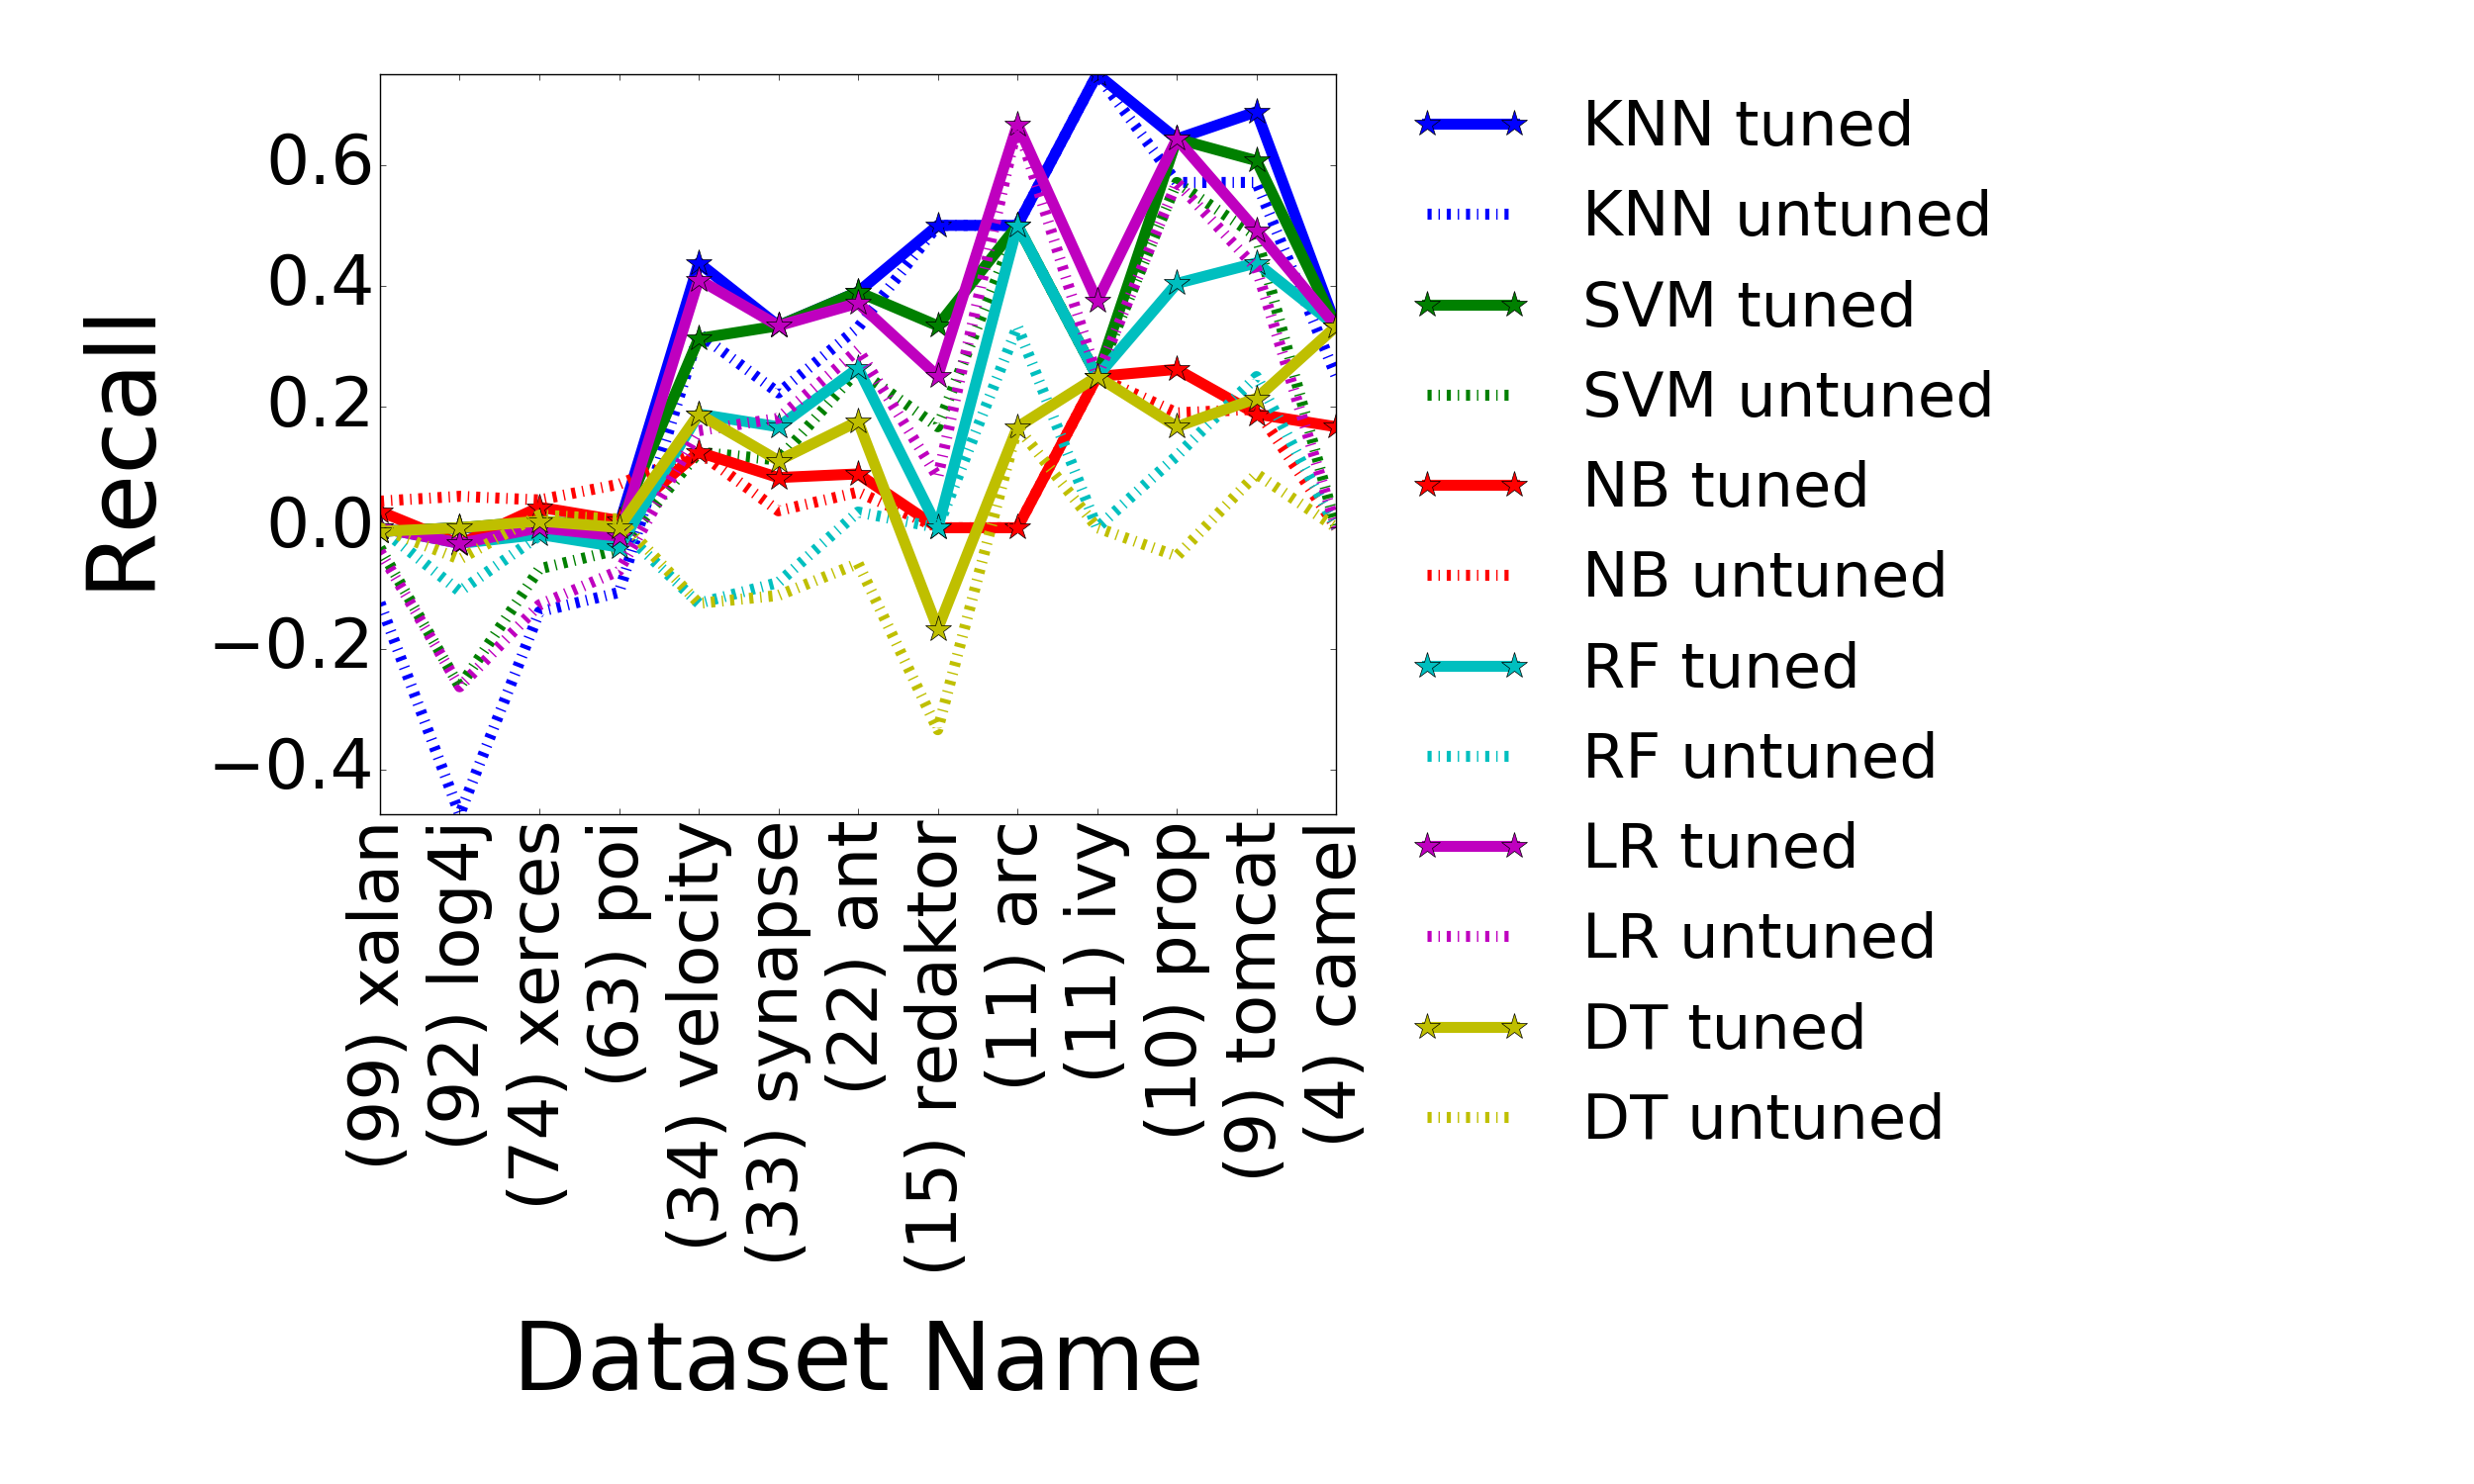 Recall
0.6
0.4
0.2
0.0
−0.2
−0.4
(99) xalan
(92) log4j
(74) xerces
(63) poi
(34) velocity
(33) synapse
(22) ant
(15) redaktor
(11) arc
(11) ivy
(10) prop
(9) tomcat
(4) camel
Dataset Name
KNN tuned
KNN untuned
SVM tuned
SVM untuned
NB tuned
NB untuned
RF tuned
RF untuned
LR tuned
LR untuned
DT tuned
DT untuned